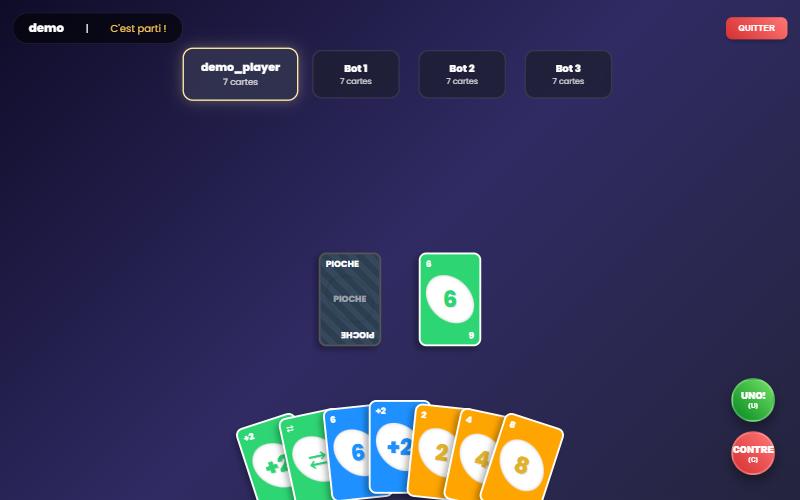 demo | C'est parti !
QUITTER
demo_player
7 cartes
Bot 1
7 cartes
Bot 2
7 cartes
Bot 3
7 cartes
PIOCHE
PIOCHE
PIOCHE
6
6
6
+2
+2
⇄
⇄
6
6
+2
+2
2
2
4
4
8
8
UNO!
(U)
CONTRE
(C)